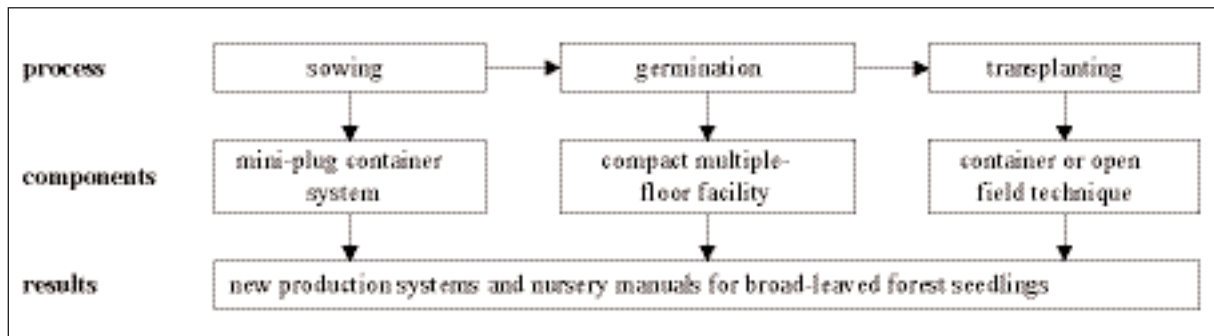 process
sowing
germination
transplanting
components
mini-plug container
system
compact multiple-
floor facility
container or open
field technique
results
new production systems and nursery manuals for broad-leaved forest seedlings